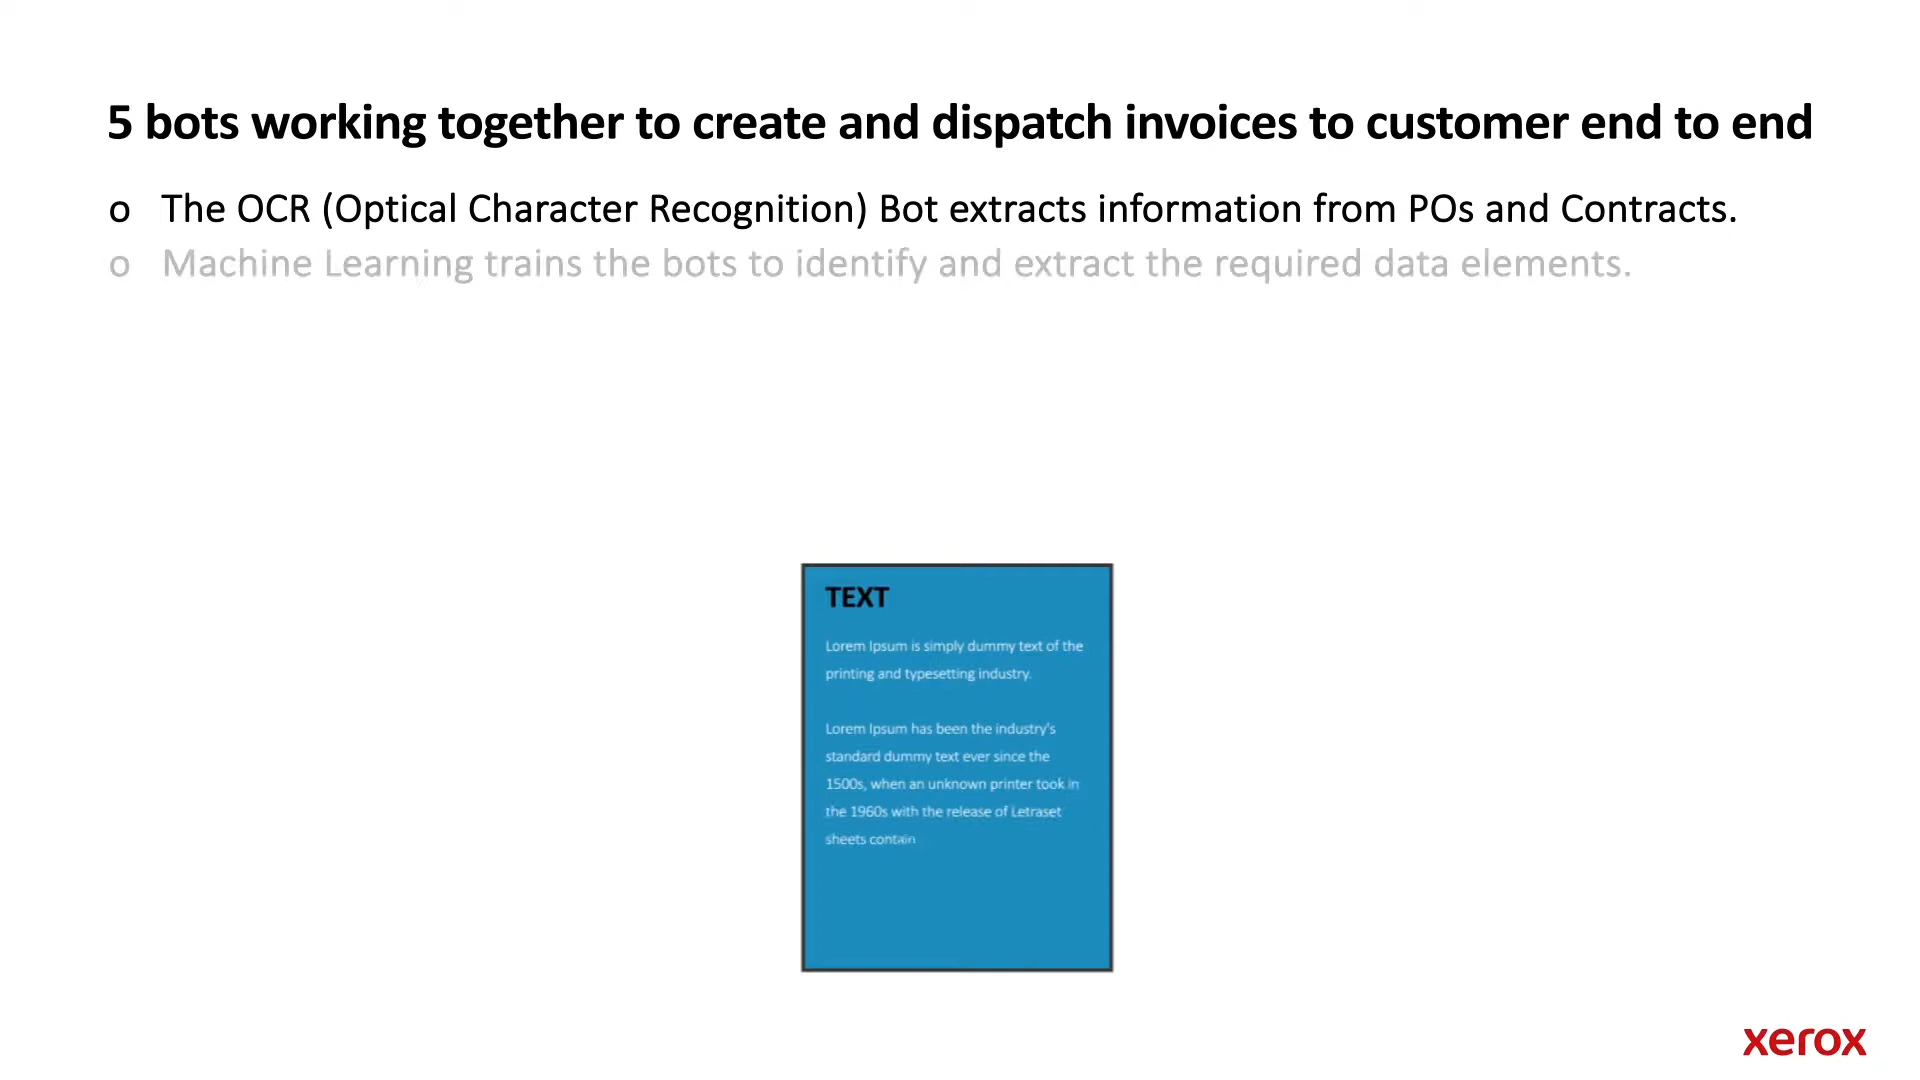 5 bots working together to create and dispatch invoices to customer end to end
o The OCR (Optical Character Recognition) Bot extracts information from POs and Contracts.
o Machine Learning trains the bots to identify and extract the required data elements.
TEXT
Lorem Ipsum is simply dummy text of the
printing and typesetting industry.
Lorem Ipsum has been the industry's
standard dummy text ever since the
1500s, when an unknown printer took in
the 1960s with the release of Letraset
sheets contain
xerox